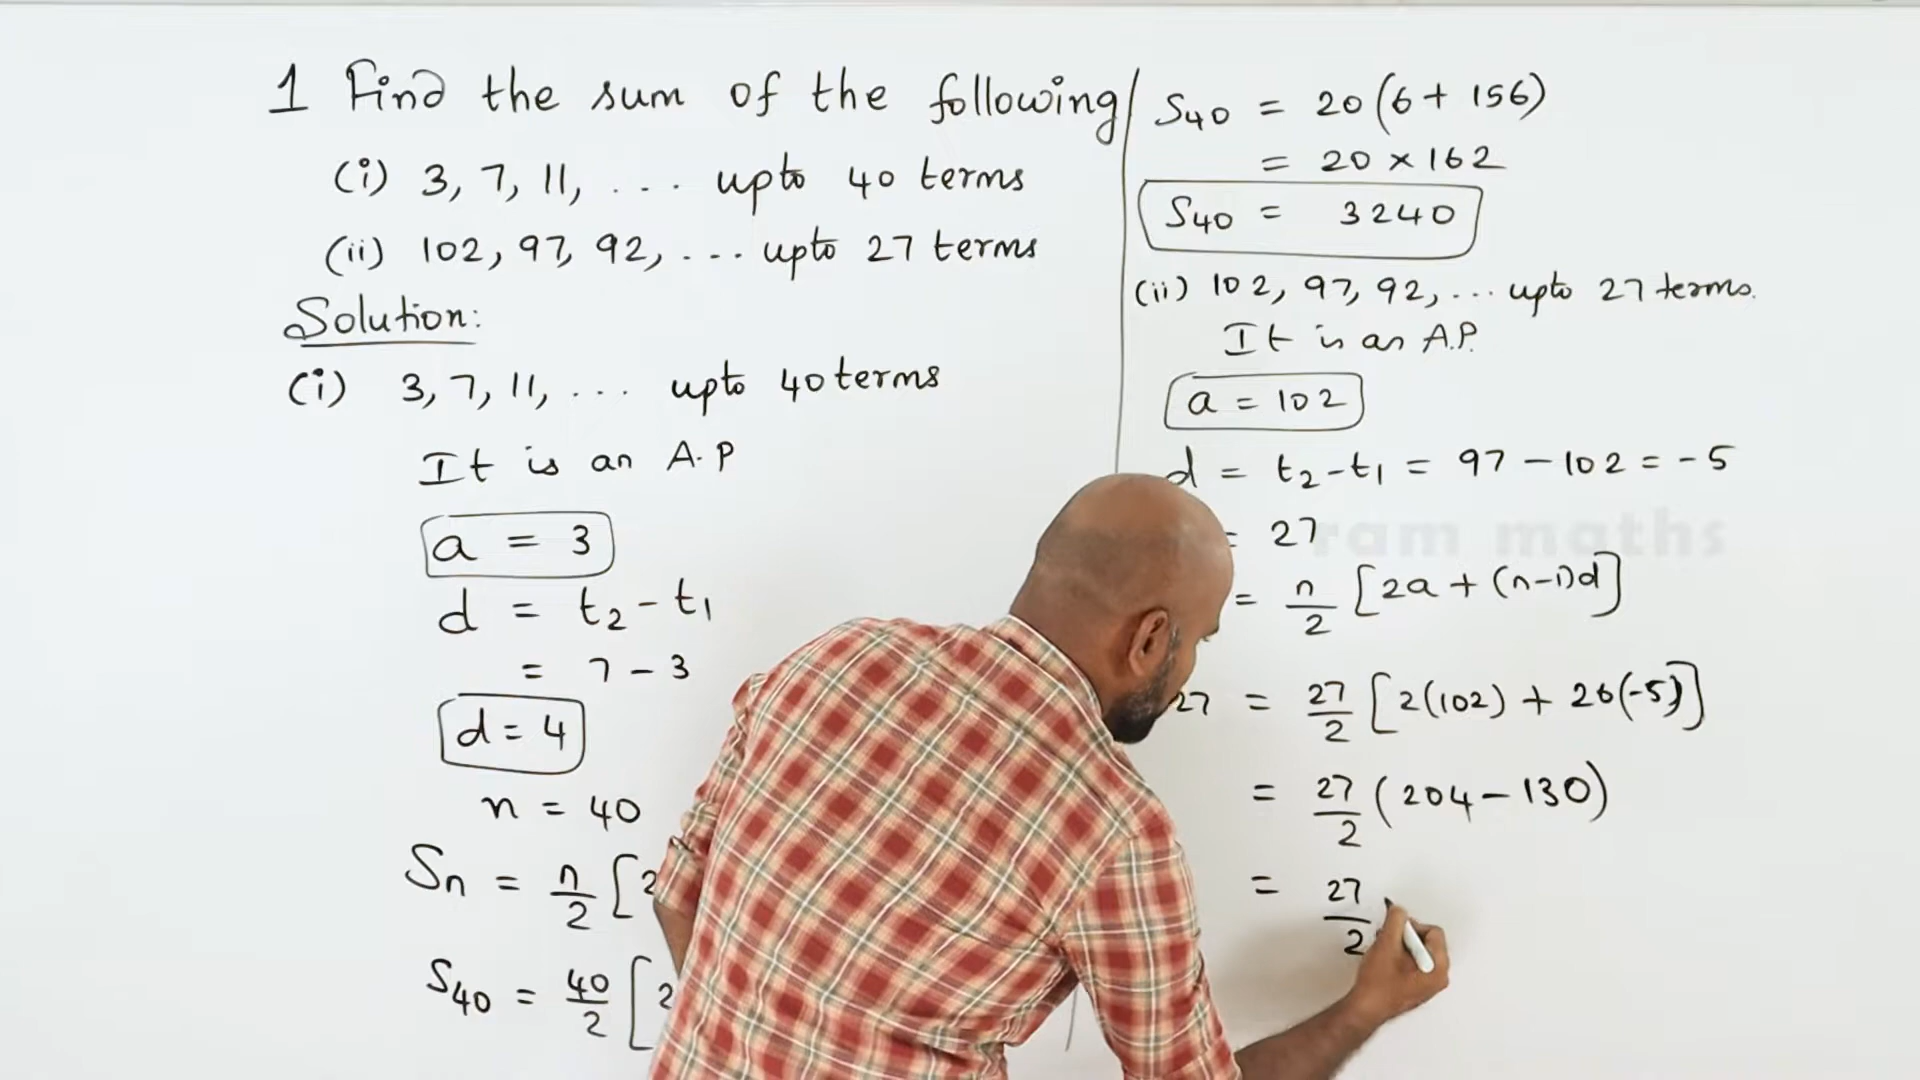 1 Find the sum of the following
(i) 3, 7, 11, ... upto 40 terms
(ii) 102, 97, 92, ... upto 27 terms
Solution:
(i) 3, 7, 11, ... upto 40 terms
It is an A.P
a = 3
d = t₂ - t₁
= 7 - 3
d = 4
n = 40
Sₙ = n/2 [2
S₄₀ = 40/2 [2
S₄₀ = 20(6 + 156)
= 20 × 162
S₄₀ = 3240
(ii) 102, 97, 92, ... upto 27 terms.
It is an A.P.
a = 102
d = t₂ - t₁ = 97 - 102 = -5
= 27
ram maths
= n/2 [2a + (n-1)d]
27 = 27/2 [2(102) + 26(-5)]
= 27/2 (204 - 130)
= 27/2